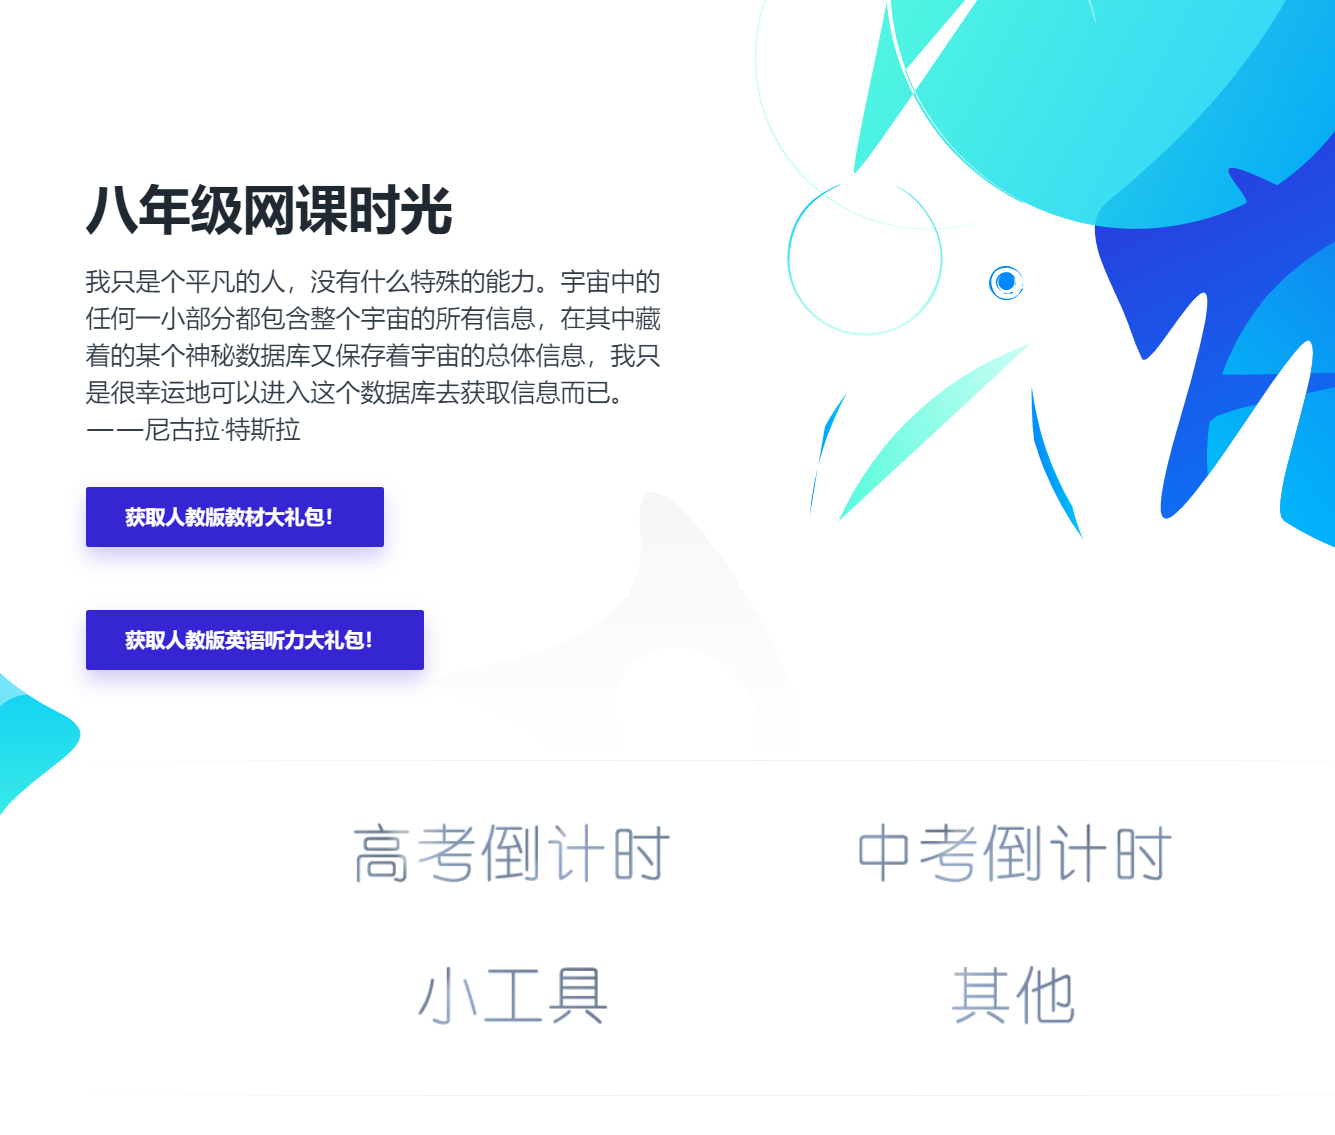 八年级网课时光
我只是个平凡的人，没有什么特殊的能力。宇宙中的
任何一小部分都包含整个宇宙的所有信息，在其中藏
着的某个神秘数据库又保存着宇宙的总体信息，我只
是很幸运地可以进入这个数据库去获取信息而已。
——尼古拉·特斯拉
获取人教版教材大礼包！
获取人教版英语听力大礼包！
高考倒计时
中考倒计时
小工具
其他